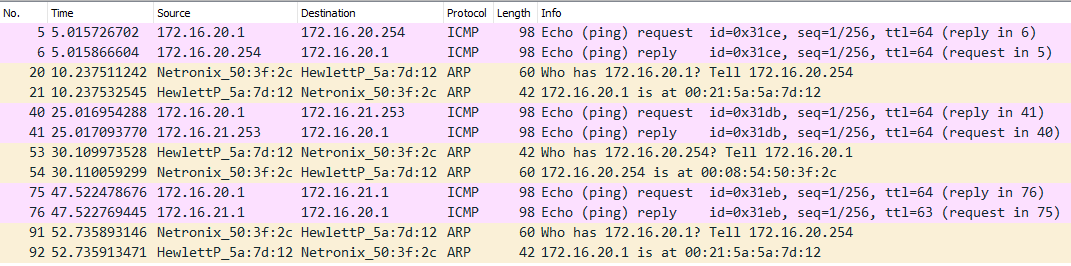 No. Time Source Destination Protocol Length Info
5 5.015726702 172.16.20.1 172.16.20.254 ICMP 98 Echo (ping) request id=0x31ce, seq=1/256, ttl=64 (reply in 6)
6 5.015866604 172.16.20.254 172.16.20.1 ICMP 98 Echo (ping) reply id=0x31ce, seq=1/256, ttl=64 (request in 5)
20 10.237511242 Netronix_50:3f:2c HewlettP_5a:7d:12 ARP 60 Who has 172.16.20.1? Tell 172.16.20.254
21 10.237532545 HewlettP_5a:7d:12 Netronix_50:3f:2c ARP 42 172.16.20.1 is at 00:21:5a:5a:7d:12
40 25.016954288 172.16.20.1 172.16.21.253 ICMP 98 Echo (ping) request id=0x31db, seq=1/256, ttl=64 (reply in 41)
41 25.017093770 172.16.21.253 172.16.20.1 ICMP 98 Echo (ping) reply id=0x31db, seq=1/256, ttl=64 (request in 40)
53 30.109973528 HewlettP_5a:7d:12 Netronix_50:3f:2c ARP 42 Who has 172.16.20.254? Tell 172.16.20.1
54 30.110059299 Netronix_50:3f:2c HewlettP_5a:7d:12 ARP 60 172.16.20.254 is at 00:08:54:50:3f:2c
75 47.522478676 172.16.20.1 172.16.21.1 ICMP 98 Echo (ping) request id=0x31eb, seq=1/256, ttl=64 (reply in 76)
76 47.522769445 172.16.21.1 172.16.20.1 ICMP 98 Echo (ping) reply id=0x31eb, seq=1/256, ttl=63 (request in 75)
91 52.735893146 Netronix_50:3f:2c HewlettP_5a:7d:12 ARP 60 Who has 172.16.20.1? Tell 172.16.20.254
92 52.735913471 HewlettP_5a:7d:12 Netronix_50:3f:2c ARP 42 172.16.20.1 is at 00:21:5a:5a:7d:12